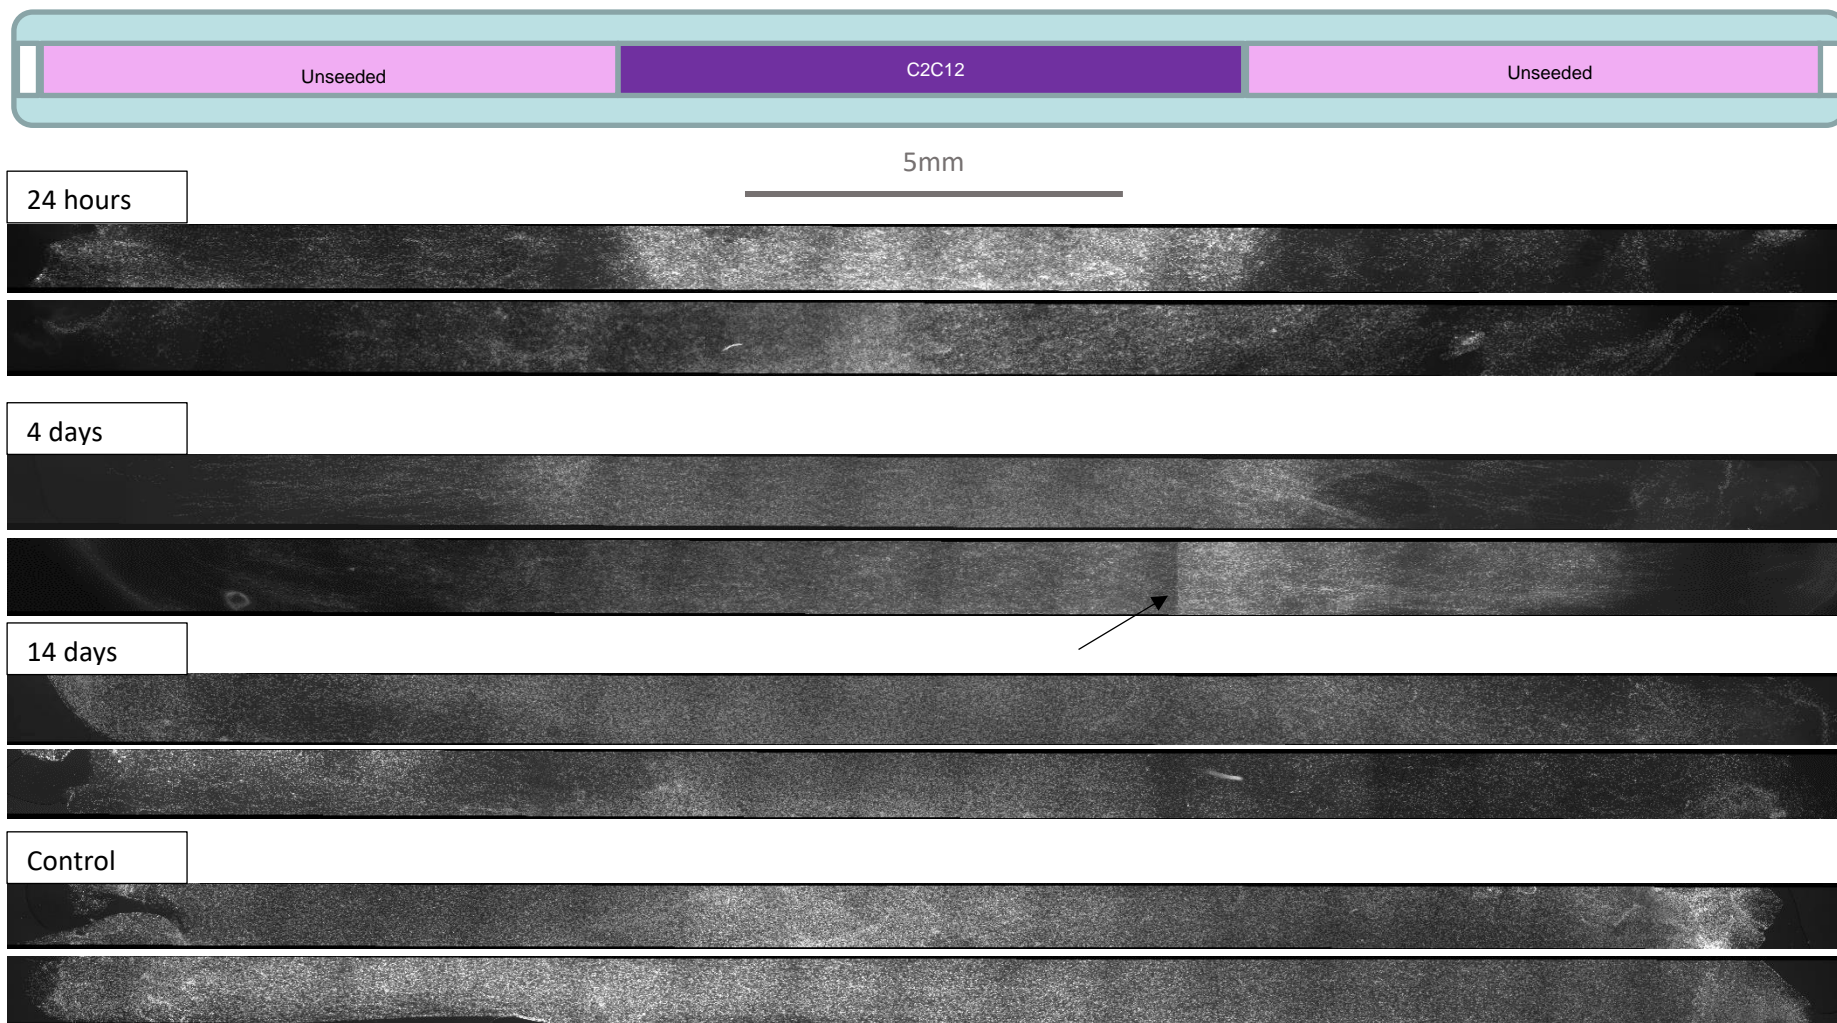 Unseeded
C2C12
Unseeded
5mm
24 hours
4 days
14 days
Control